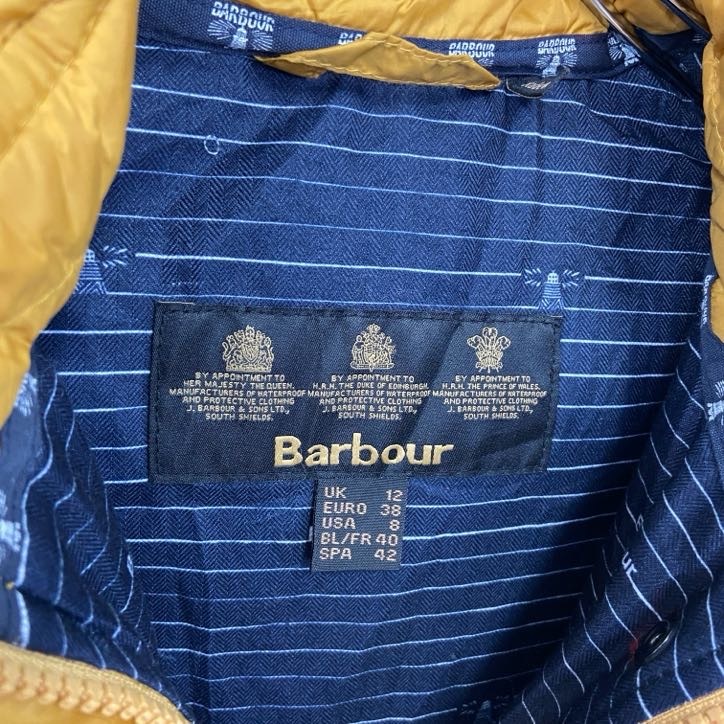 BARBOUR
BARBOUR
BARBOUR
BY APPOINTMENT TO
HER MAJESTY THE QUEEN.
MANUFACTURERS OF WATERPROOF
AND PROTECTIVE CLOTHING
J. BARBOUR & SONS LTD.,
SOUTH SHIELDS.
BY APPOINTMENT TO
H.R.H. THE DUKE OF EDINBURGH.
MANUFACTURERS OF WATERPROOF
AND PROTECTIVE CLOTHING
J. BARBOUR & SONS LTD.,
SOUTH SHIELDS.
BY APPOINTMENT TO
H.R.H. THE PRINCE OF WALES.
MANUFACTURERS OF WATERPROOF
AND PROTECTIVE CLOTHING
J. BARBOUR & SONS LTD.,
SOUTH SHIELDS.
Barbour
UK 12
EURO 38
USA 8
BL/FR 40
SPA 42